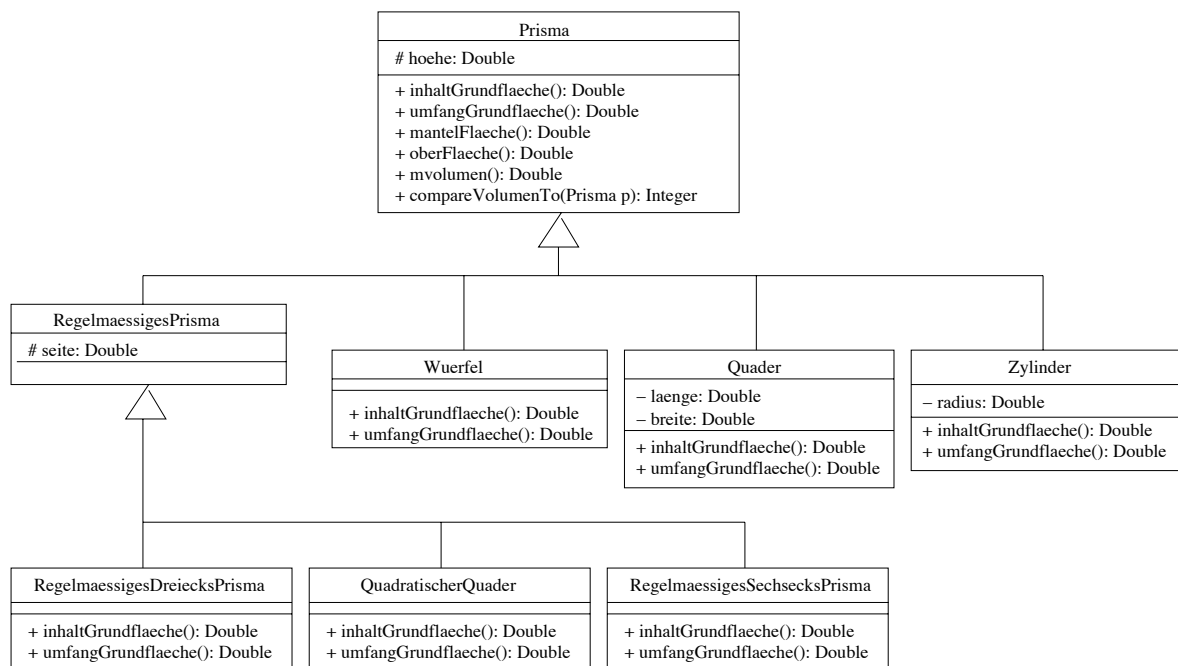 Prisma
# hoehe: Double
+ inhaltGrundflaeche(): Double
+ umfangGrundflaeche(): Double
+ mantelFlaeche(): Double
+ oberFlaeche(): Double
+ mvolumen(): Double
+ compareVolumenTo(Prisma p): Integer
RegelmaessigesPrisma
# seite: Double
Wuerfel
+ inhaltGrundflaeche(): Double
+ umfangGrundflaeche(): Double
Quader
– laenge: Double
– breite: Double
+ inhaltGrundflaeche(): Double
+ umfangGrundflaeche(): Double
Zylinder
– radius: Double
+ inhaltGrundflaeche(): Double
+ umfangGrundflaeche(): Double
RegelmaessigesDreiecksPrisma
+ inhaltGrundflaeche(): Double
+ umfangGrundflaeche(): Double
QuadratischerQuader
+ inhaltGrundflaeche(): Double
+ umfangGrundflaeche(): Double
RegelmaessigesSechsecksPrisma
+ inhaltGrundflaeche(): Double
+ umfangGrundflaeche(): Double